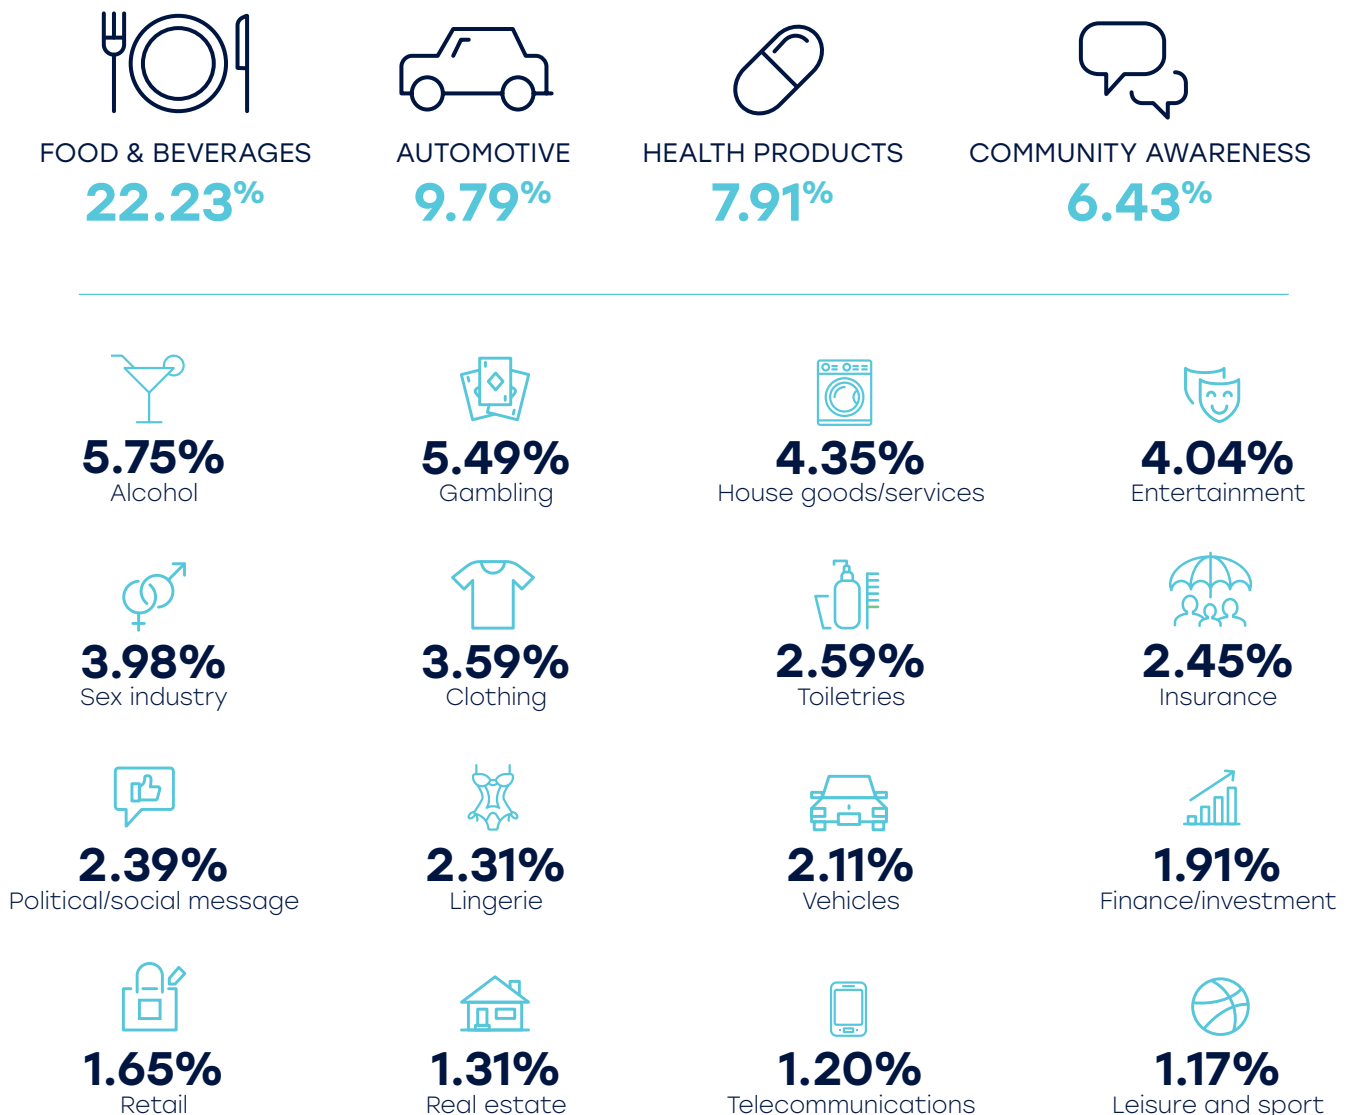 FOOD & BEVERAGES
22.23%
AUTOMOTIVE
9.79%
HEALTH PRODUCTS
7.91%
COMMUNITY AWARENESS
6.43%
5.75%
Alcohol
5.49%
Gambling
4.35%
House goods/services
4.04%
Entertainment
3.98%
Sex industry
3.59%
Clothing
2.59%
Toiletries
2.45%
Insurance
2.39%
Political/social message
2.31%
Lingerie
2.11%
Vehicles
1.91%
Finance/investment
1.65%
Retail
1.31%
Real estate
1.20%
Telecommunications
1.17%
Leisure and sport